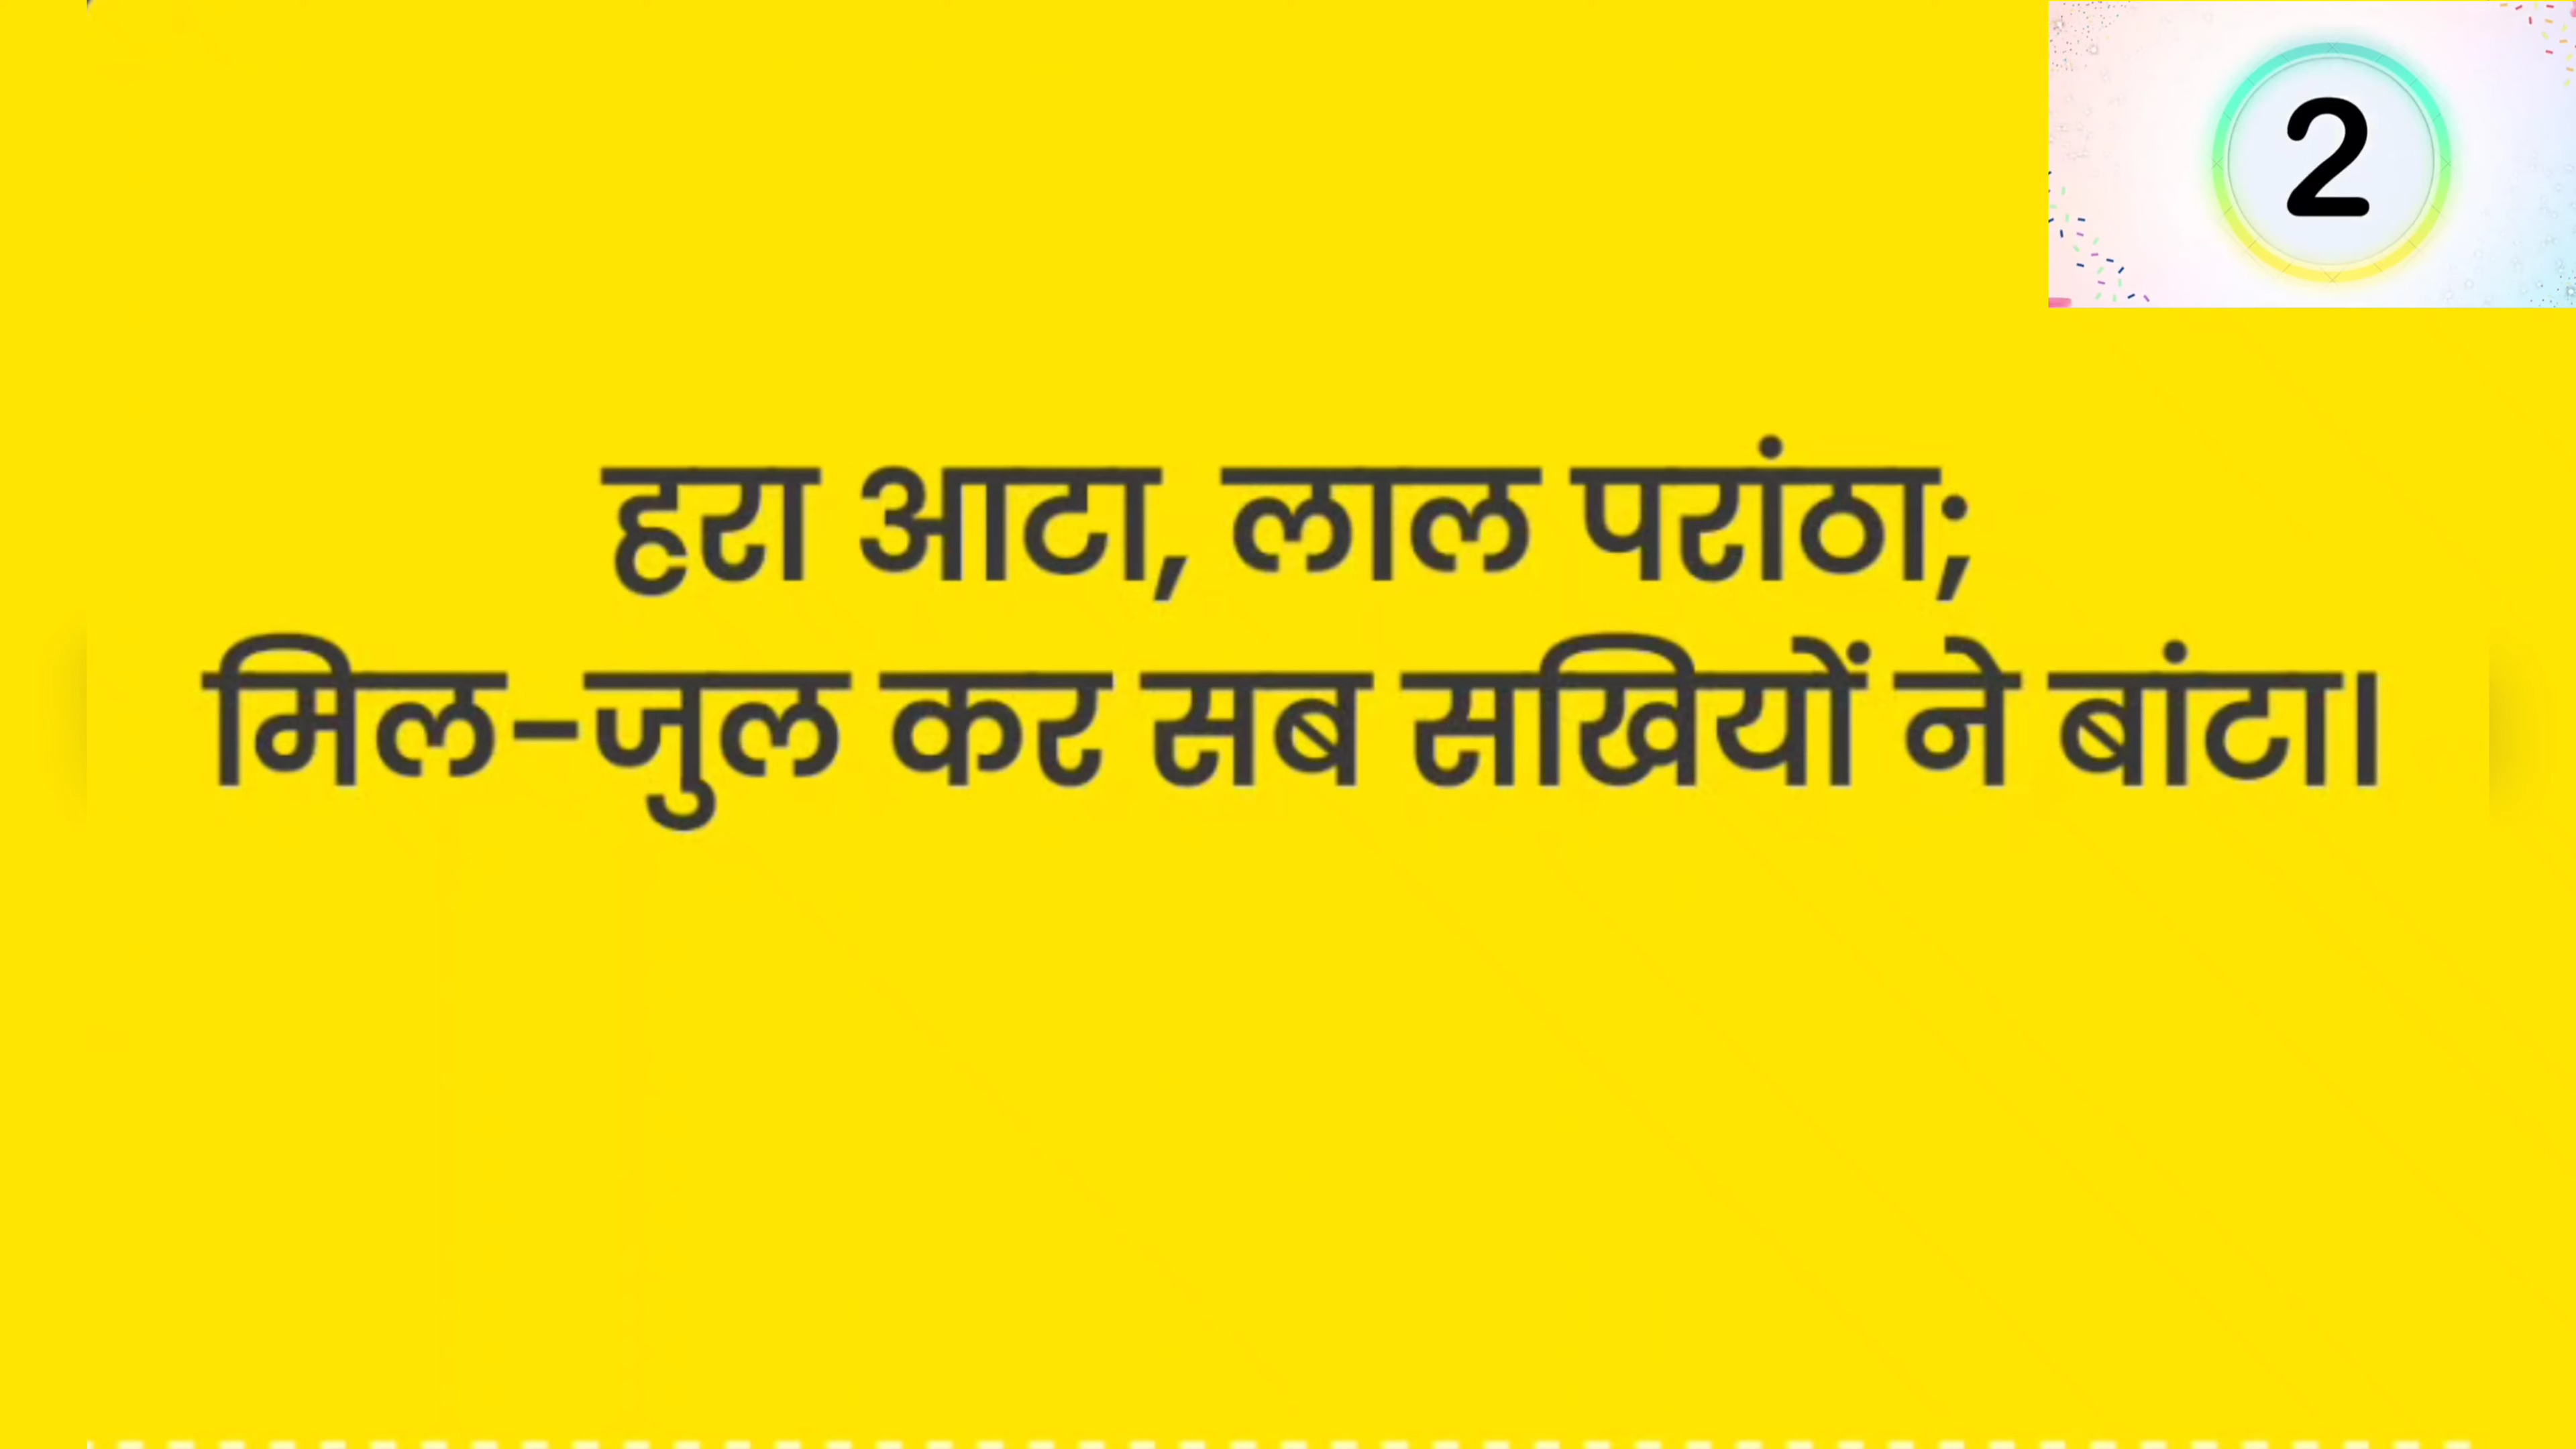 2
हरा आटा, लाल परांठा;
मिल-जुल कर सब सखियों ने बांटा।